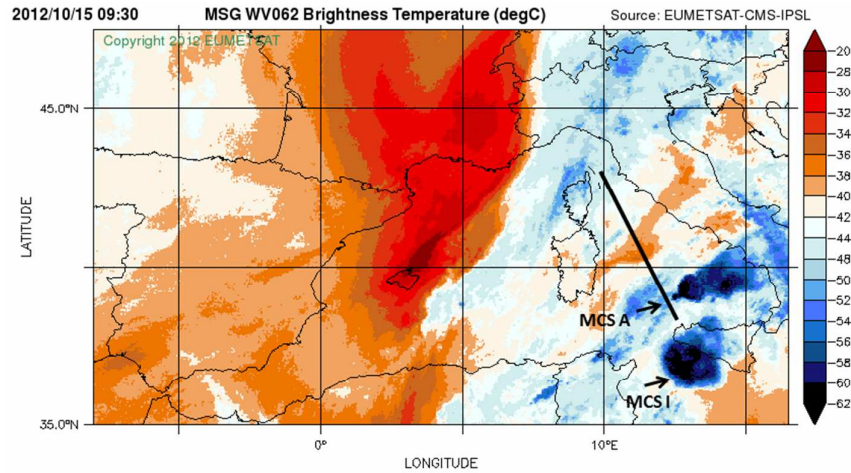 2012/10/15 09:30 MSG WV062 Brightness Temperature (degC) Source: EUMETSAT-CMS-IPSL
Copyright 2012 EUMETSAT
45.0°N
35.0°N
LATITUDE
0°
10°E
LONGITUDE
MCS A
MCS I
-20
-28
-30
-32
-34
-36
-38
-40
-42
-44
-46
-48
-50
-52
-54
-56
-58
-60
-62